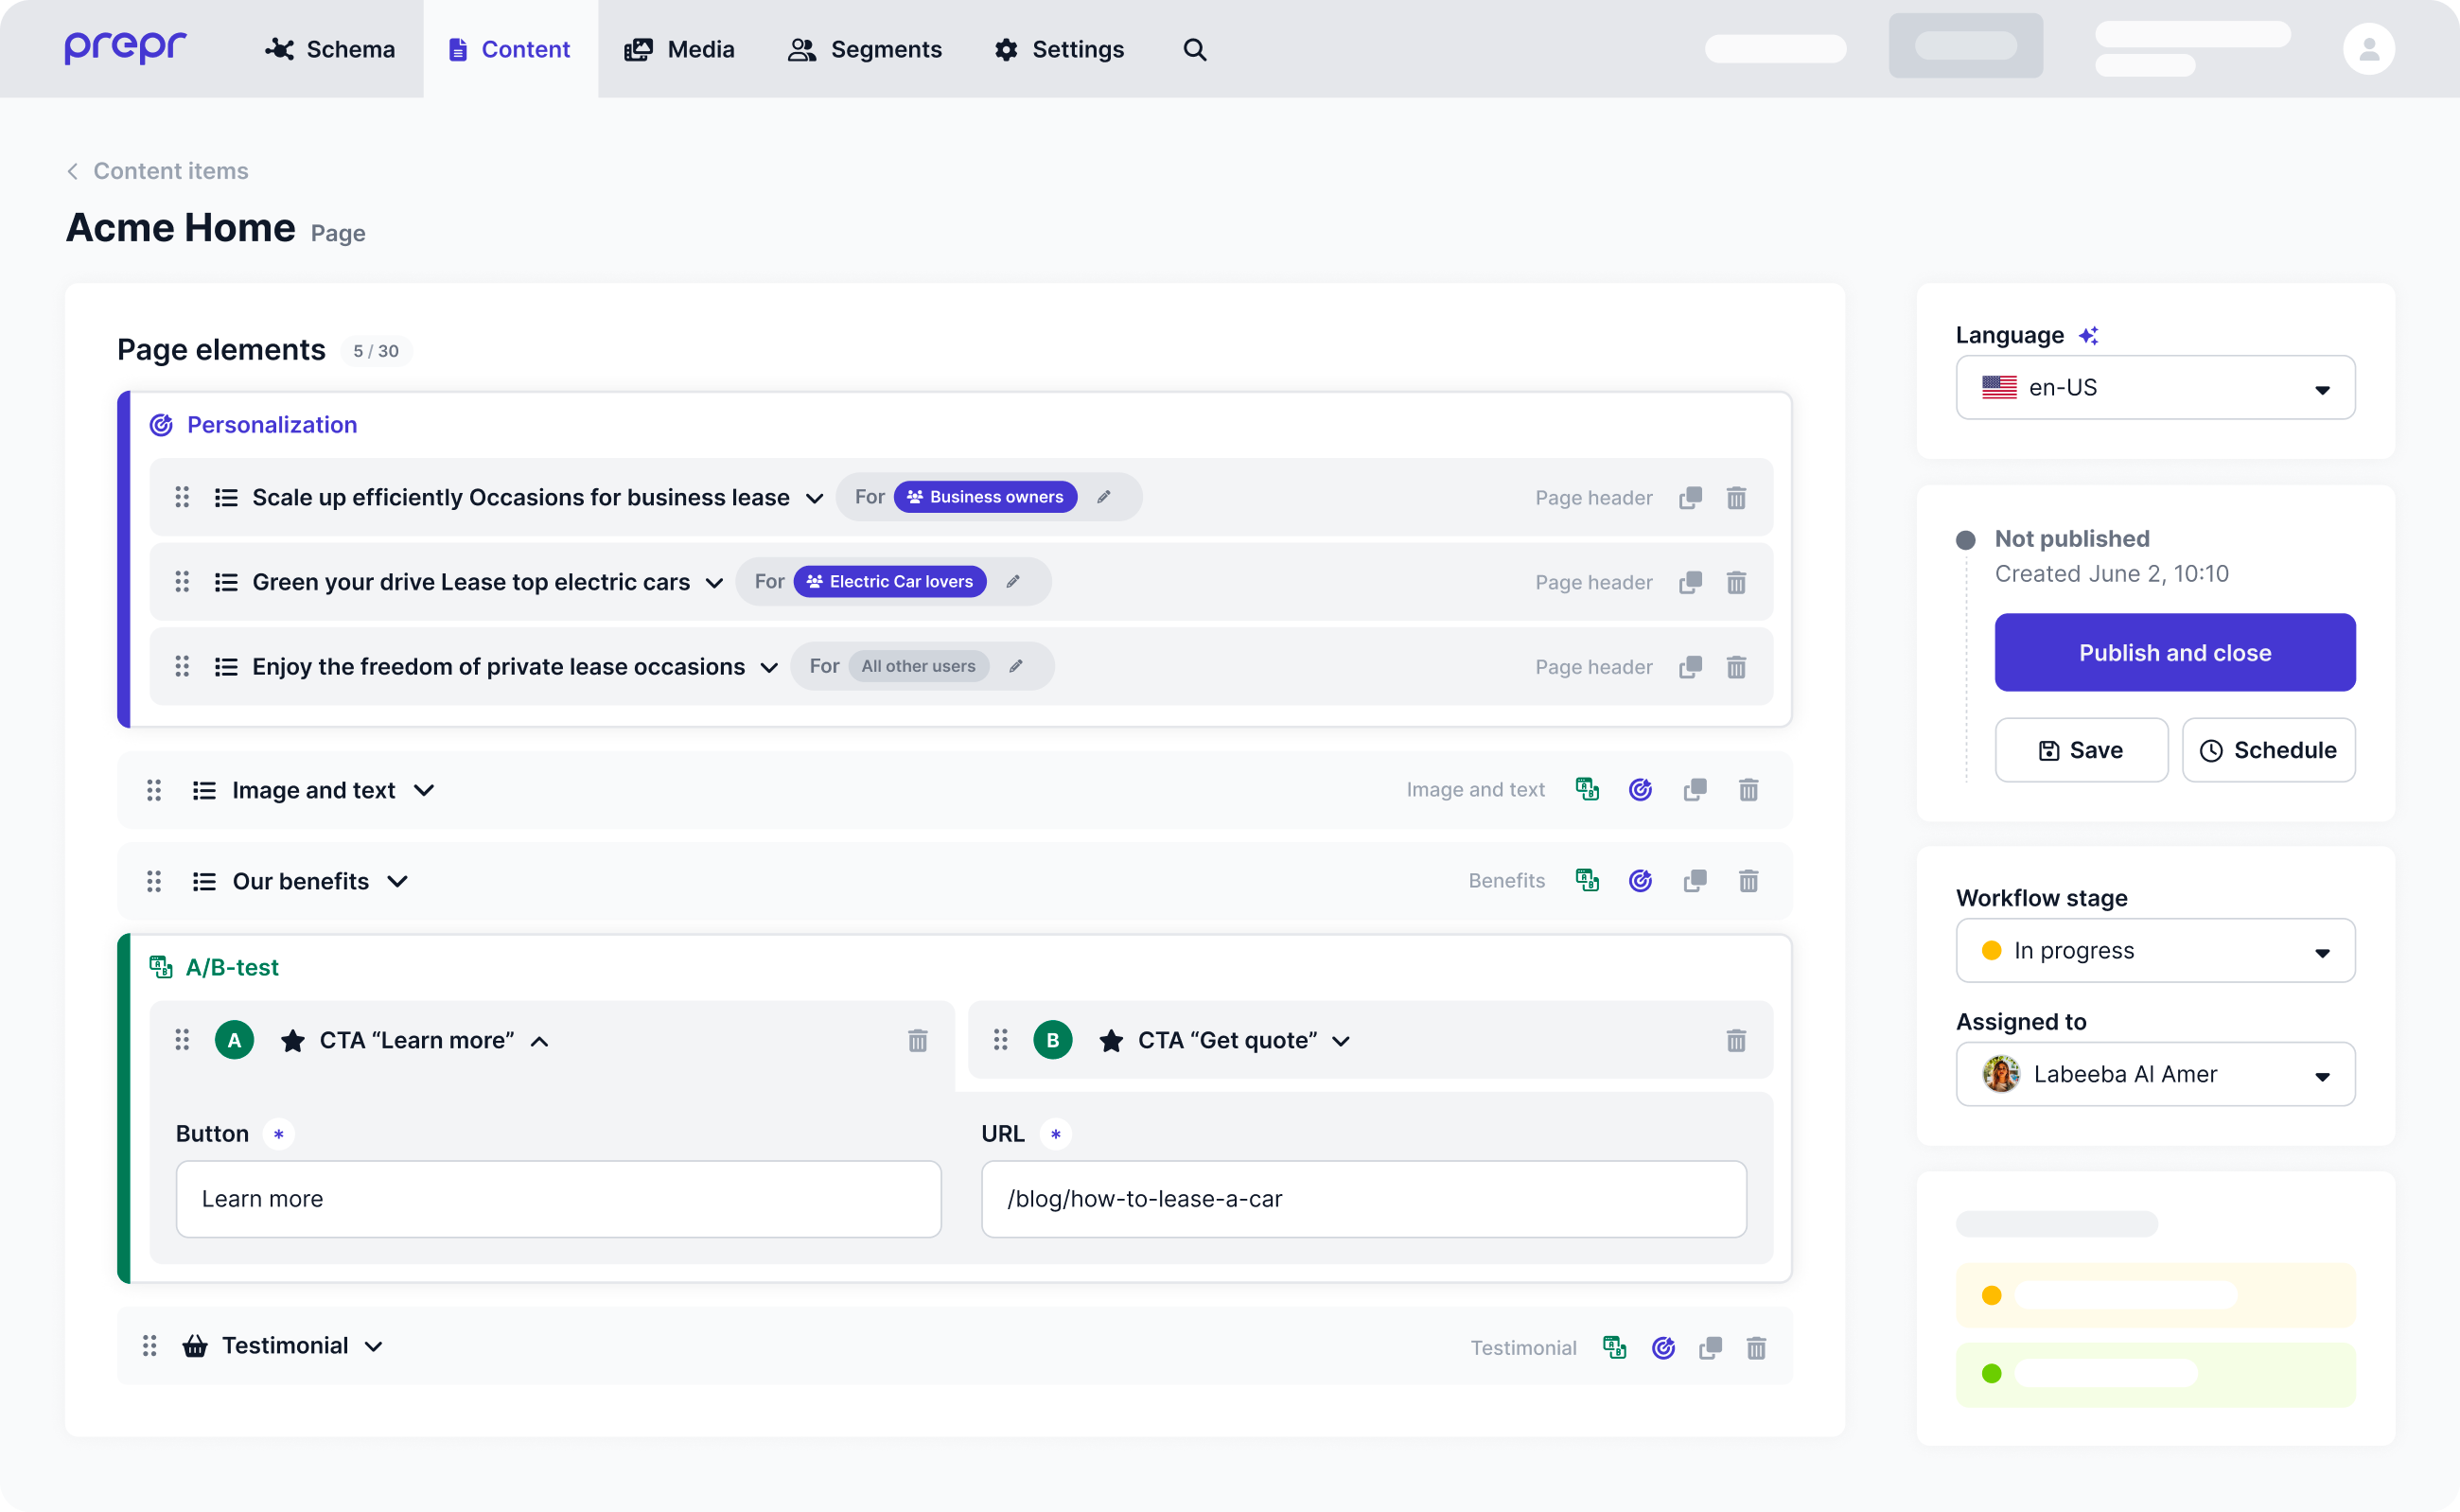 prepr Schema Content Media Segments Settings
Content items
Acme Home Page
Page elements 5 / 30
Personalization
Scale up efficiently Occasions for business lease For Business owners Page header
Green your drive Lease top electric cars For Electric Car lovers Page header
Enjoy the freedom of private lease occasions For All other users Page header
Image and text Image and text
Our benefits Benefits
A/B-test
A CTA “Learn more” B CTA “Get quote”
Button * URL *
Learn more /blog/how-to-lease-a-car
Testimonial Testimonial
Language
en-US
Not published
Created June 2, 10:10
Publish and close
Save Schedule
Workflow stage
In progress
Assigned to
Labeeba Al Amer